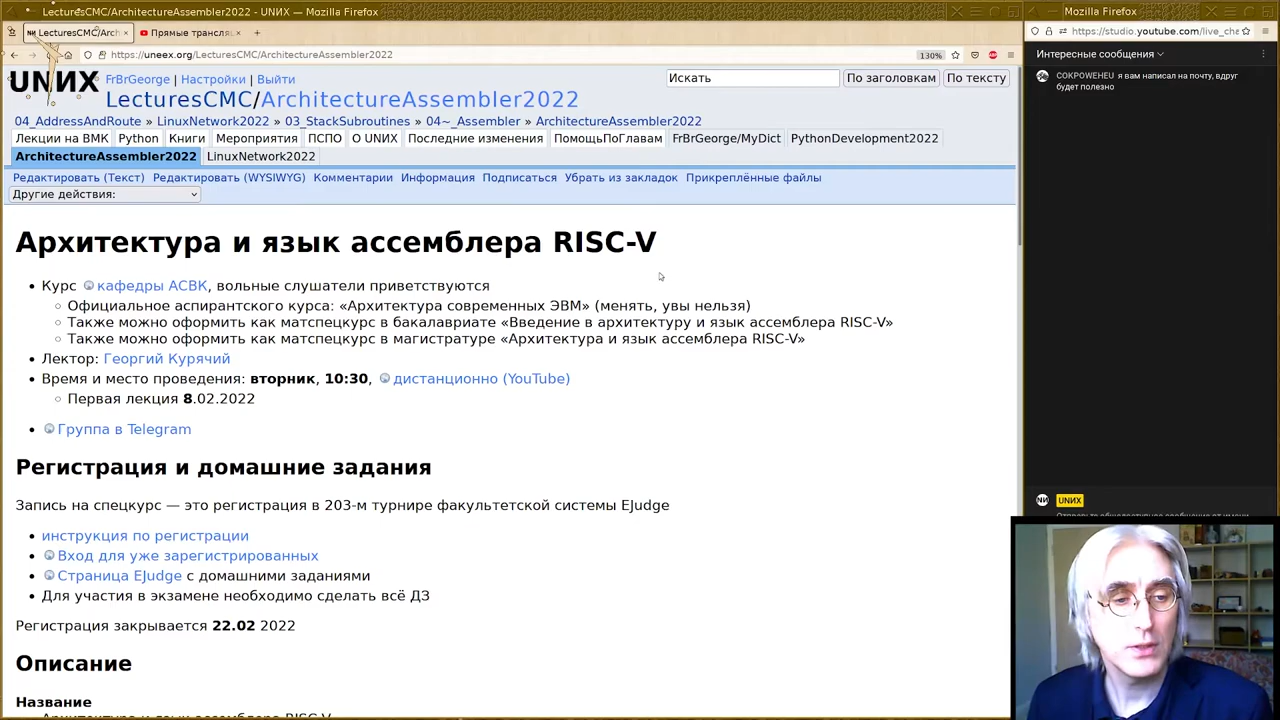 LecturesCMC/ArchitectureAssembler2022 - UNИX — Mozilla Firefox
Mozilla Firefox
LecturesCMC/Arch
Прямые трансляц
https://uneex.org/LecturesCMC/ArchitectureAssembler2022
130%
https://studio.youtube.com/live_cha
UNИX
FrBrGeorge | Настройки | Выйти
Искать
По заголовкам
По тексту
LecturesCMC/ArchitectureAssembler2022
04_AddressAndRoute » LinuxNetwork2022 » 03_StackSubroutines » 04~_Assembler » ArchitectureAssembler2022
Лекции на ВМК Python Книги Мероприятия ПСПО О UNIX Последние изменения ПомощьПоГлавам FrBrGeorge/MyDict PythonDevelopment2022
ArchitectureAssembler2022 LinuxNetwork2022
Редактировать (Текст) Редактировать (WYSIWYG) Комментарии Информация Подписаться Убрать из закладок Прикреплённые файлы
Другие действия:
Архитектура и язык ассемблера RISC-V
Курс кафедры АСВК, вольные слушатели приветствуются
Официальное аспирантского курса: «Архитектура современных ЭВМ» (менять, увы нельзя)
Также можно оформить как матспецкурс в бакалавриате «Введение в архитектуру и язык ассемблера RISC-V»
Также можно оформить как матспецкурс в магистратуре «Архитектура и язык ассемблера RISC-V»
Лектор: Георгий Курячий
Время и место проведения: вторник, 10:30, дистанционно (YouTube)
Первая лекция 8.02.2022
Группа в Telegram
Регистрация и домашние задания
Запись на спецкурс — это регистрация в 203-м турнире факультетской системы EJudge
инструкция по регистрации
Вход для уже зарегистрированных
Страница EJudge с домашними заданиями
Для участия в экзамене необходимо сделать всё ДЗ
Регистрация закрывается 22.02 2022
Описание
Название
Архитектура и язык ассемблера RISC-V
Интересные сообщения
COKPOWEHEU я вам написал на почту, вдруг
будет полезно
UNИX